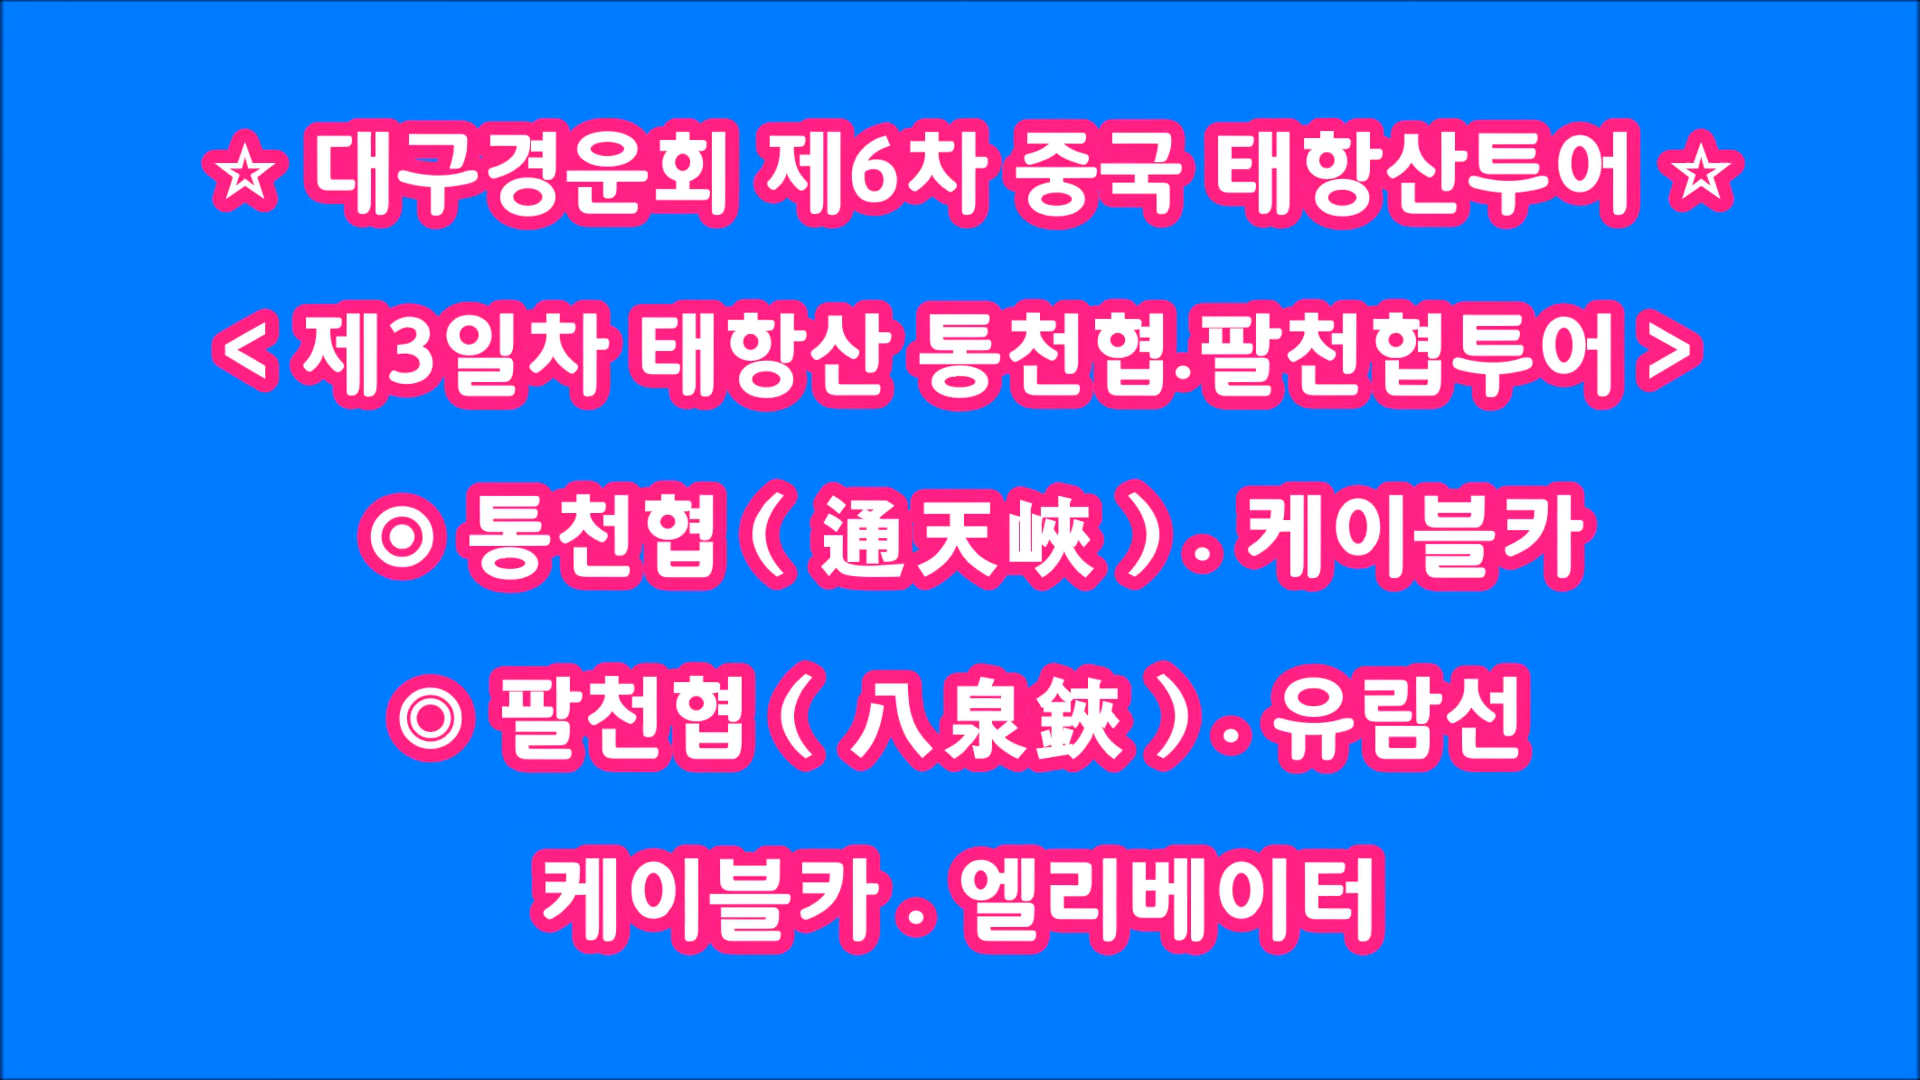 ☆ 대구경운회 제6차 중국 태항산투어 ☆
< 제3일차 태항산 통천협.팔천협투어 >
◎ 통천협 ( 通天峽 ) . 케이블카
◎ 팔천협 ( 八泉鋏 ) . 유람선
케이블카 . 엘리베이터